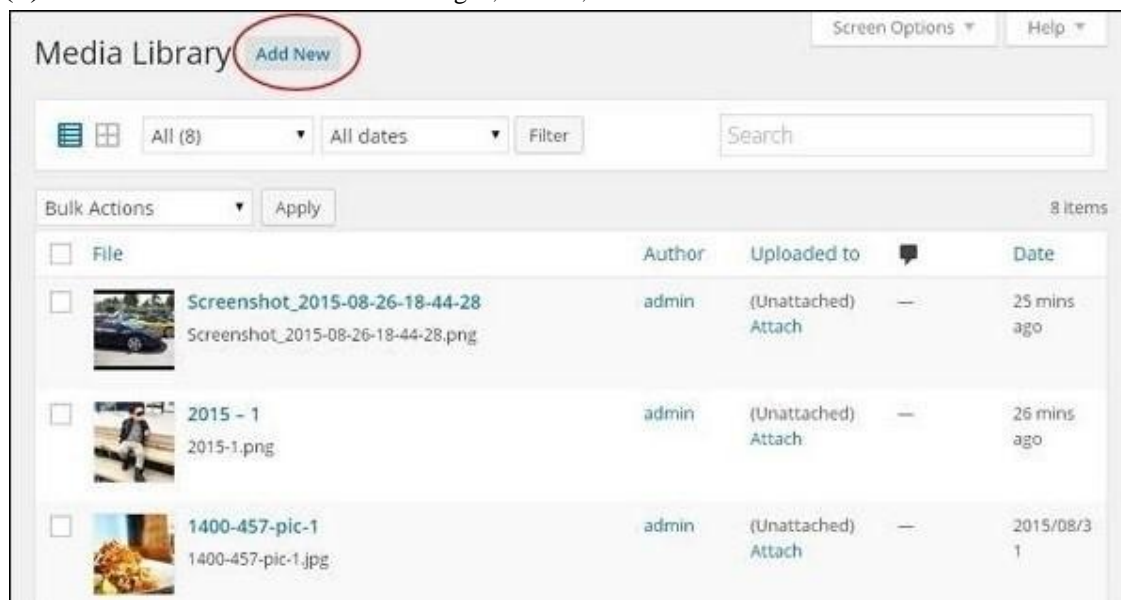 Screen Options Help
Media Library Add New
All (8) All dates Filter Search
Bulk Actions Apply 8 items
File Author Uploaded to Date
Screenshot_2015-08-26-18-44-28 admin (Unattached) — 25 mins
Screenshot_2015-08-26-18-44-28.png Attach ago
2015 – 1 admin (Unattached) — 26 mins
2015-1.png Attach ago
1400-457-pic-1 admin (Unattached) — 2015/08/3
1400-457-pic-1.jpg Attach 1